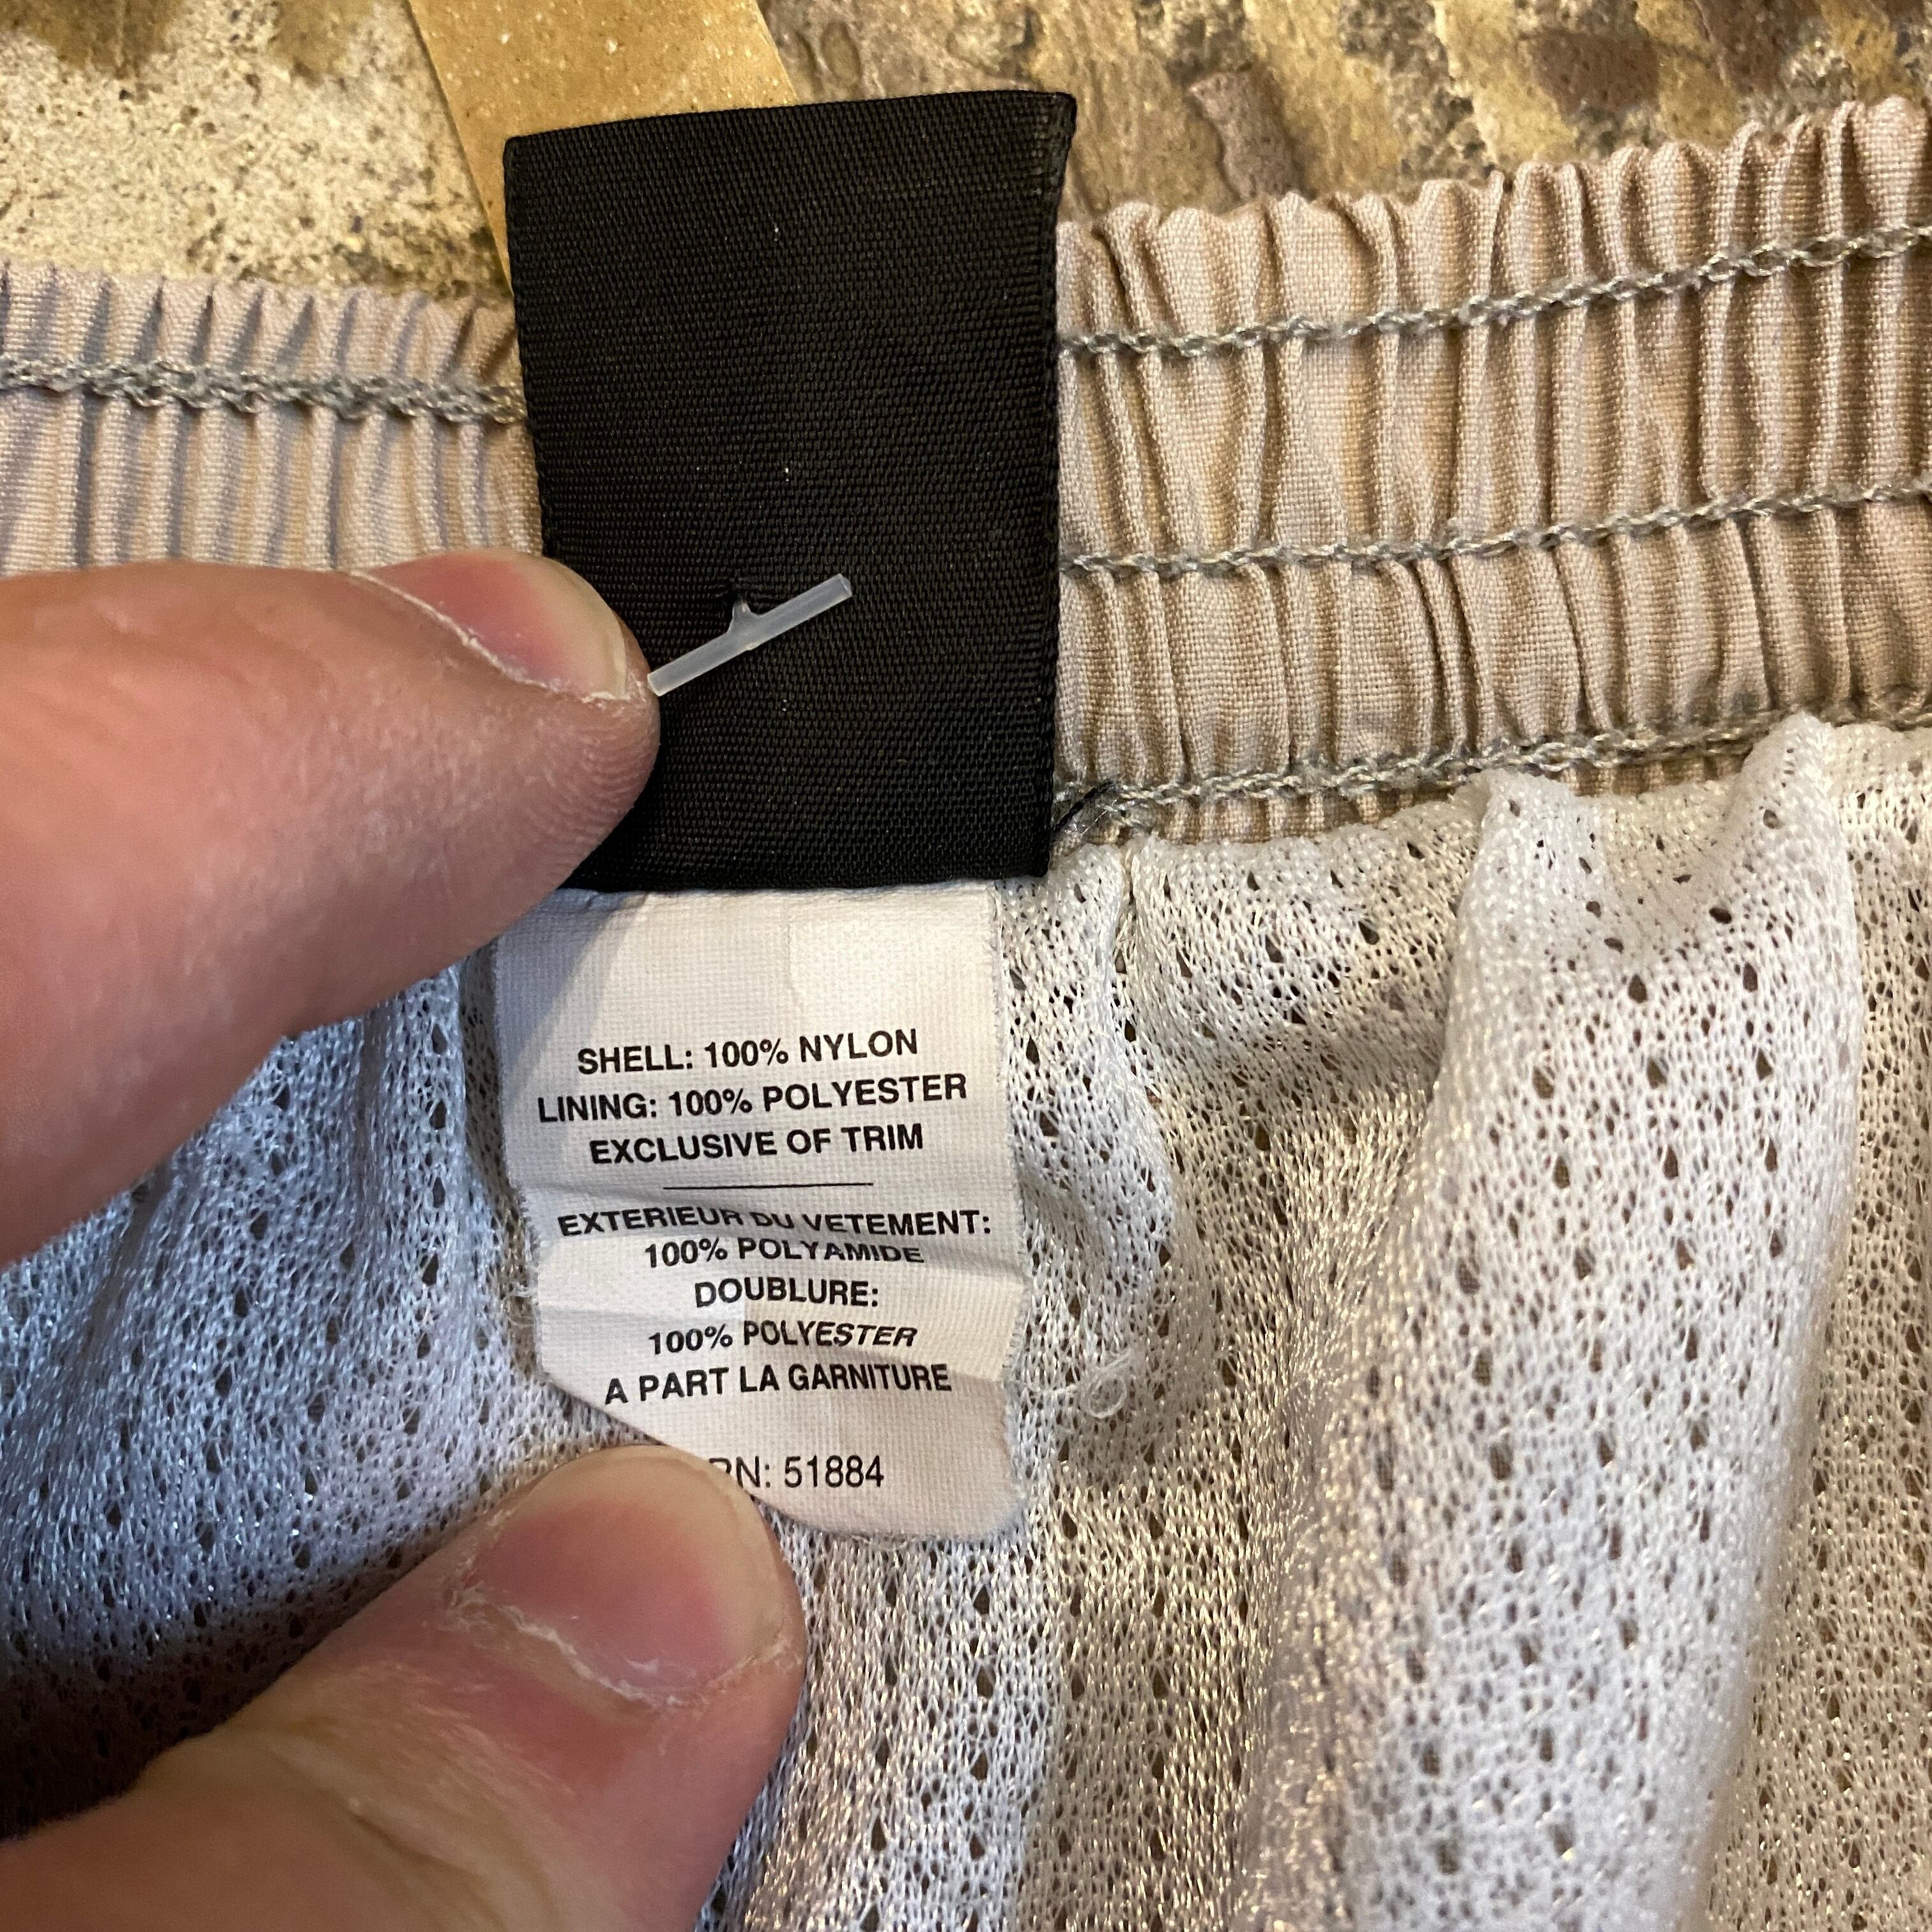 SHELL: 100% NYLON
LINING: 100% POLYESTER
EXCLUSIVE OF TRIM
EXTERIEUR DU VETEMENT:
100% POLYAMIDE
DOUBLURE:
100% POLYESTER
A PART LA GARNITURE
RN: 51884